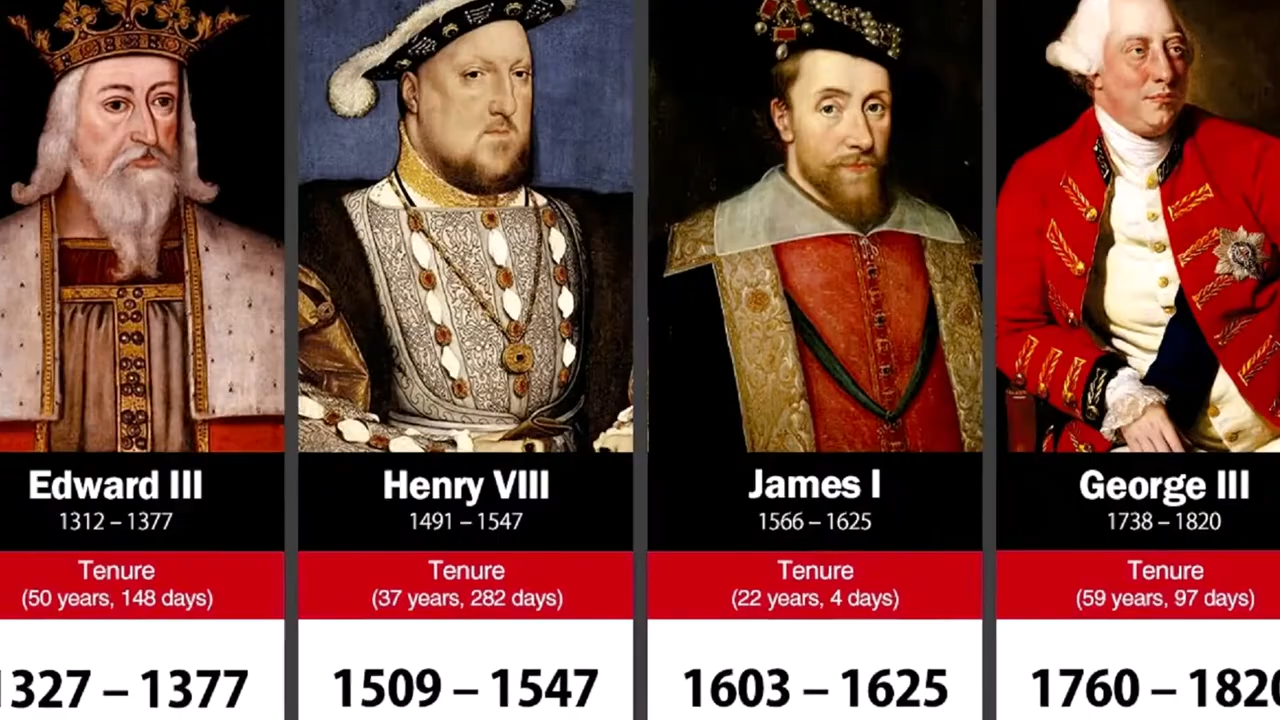 Edward III
1312 – 1377
Tenure
(50 years, 148 days)
1327 – 1377
Henry VIII
1491 – 1547
Tenure
(37 years, 282 days)
1509 – 1547
James I
1566 – 1625
Tenure
(22 years, 4 days)
1603 – 1625
George III
1738 – 1820
Tenure
(59 years, 97 days)
1760 – 1820